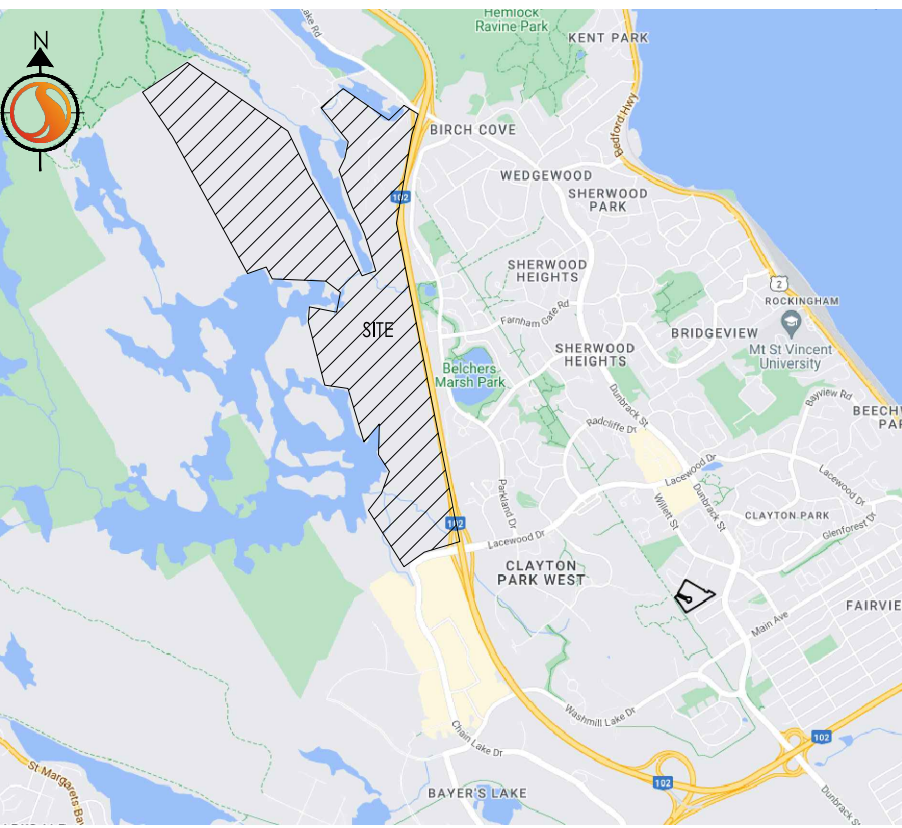 Hemlock
Ravine Park
KENT PARK
N
Lake Rd
BIRCH COVE
Bedford Hwy
WEDGEWOOD
SHERWOOD
PARK
102
SHERWOOD
HEIGHTS
2
ROCKINGHAM
Farnham Gate Rd
BRIDGEVIEW
SITE
Mt St Vincent
University
SHERWOOD
HEIGHTS
Belchers
Marsh Park
Dunbrack St
Bayview Rd
Radcliffe Dr
Lacewood Dr
Lacewood Dr
Parkland Dr
Willett St
Dunbrack St
CLAYTON PARK
Glenforest Dr
102
Lacewood Dr
CLAYTON
PARK WEST
Main Ave
Washmill Lake Dr
Chain Lake Dr
102
102
St Margarets
BAYER'S LAKE
Dunbrack